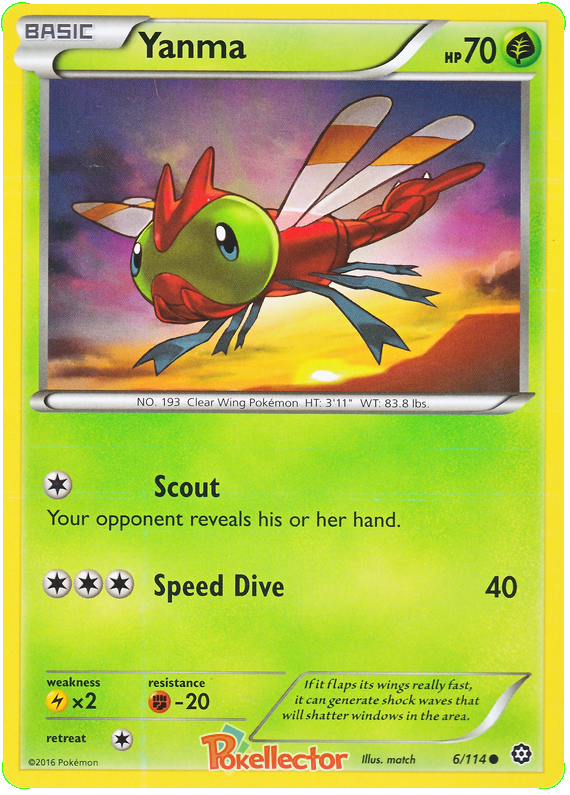 BASIC Yanma HP 70
NO. 193 Clear Wing Pokémon HT: 3'11" WT: 83.8 lbs.
Scout
Your opponent reveals his or her hand.
Speed Dive 40
weakness resistance
×2 -20
If it flaps its wings really fast,
it can generate shock waves that
will shatter windows in the area.
retreat
©2016 Pokémon Pokellector Illus. match 6/114